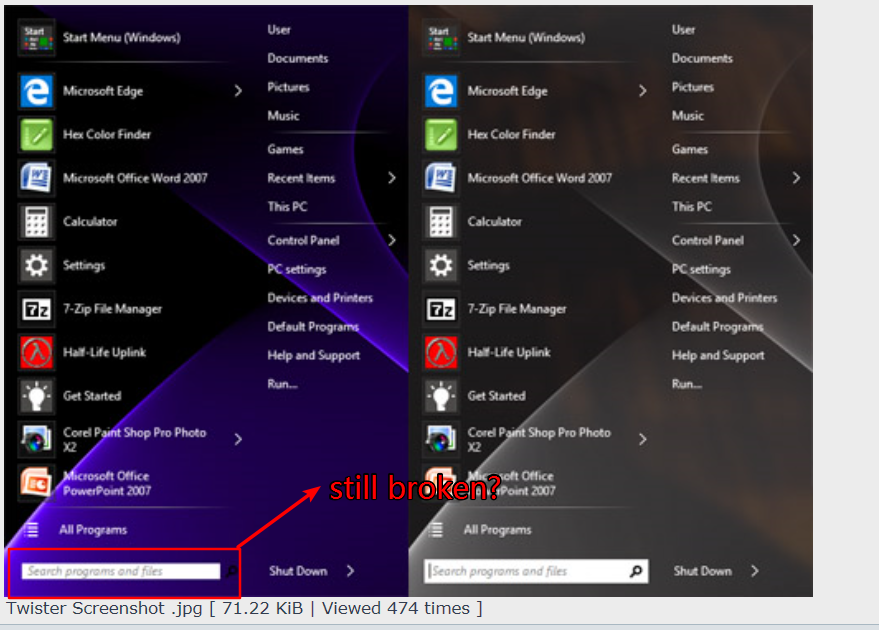 Start
Start Menu (Windows)
Microsoft Edge
Hex Color Finder
Microsoft Office Word 2007
Calculator
Settings
7-Zip File Manager
Half-Life Uplink
Get Started
Corel Paint Shop Pro Photo
X2
Microsoft Office
PowerPoint 2007
All Programs
Search programs and files
User
Documents
Pictures
Music
Games
Recent Items
This PC
Control Panel
PC settings
Devices and Printers
Default Programs
Help and Support
Run...
Shut Down
still broken?
Start
Start Menu (Windows)
Microsoft Edge
Hex Color Finder
Microsoft Office Word 2007
Calculator
Settings
7-Zip File Manager
Half-Life Uplink
Get Started
Corel Paint Shop Pro Photo
X2
Microsoft Office
PowerPoint 2007
All Programs
Search programs and files
User
Documents
Pictures
Music
Games
Recent Items
This PC
Control Panel
PC settings
Devices and Printers
Default Programs
Help and Support
Run...
Shut Down
Twister Screenshot .jpg [ 71.22 KiB | Viewed 474 times ]